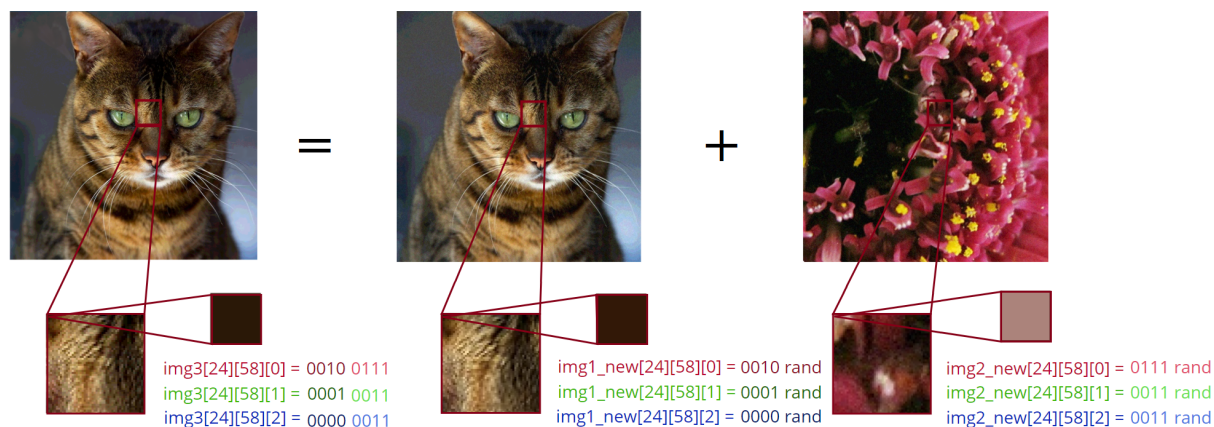 =
+
img3[24][58][0] = 0010 0111
img3[24][58][1] = 0001 0011
img3[24][58][2] = 0000 0011
img1_new[24][58][0] = 0010 rand
img1_new[24][58][1] = 0001 rand
img1_new[24][58][2] = 0000 rand
img2_new[24][58][0] = 0111 rand
img2_new[24][58][1] = 0011 rand
img2_new[24][58][2] = 0011 rand